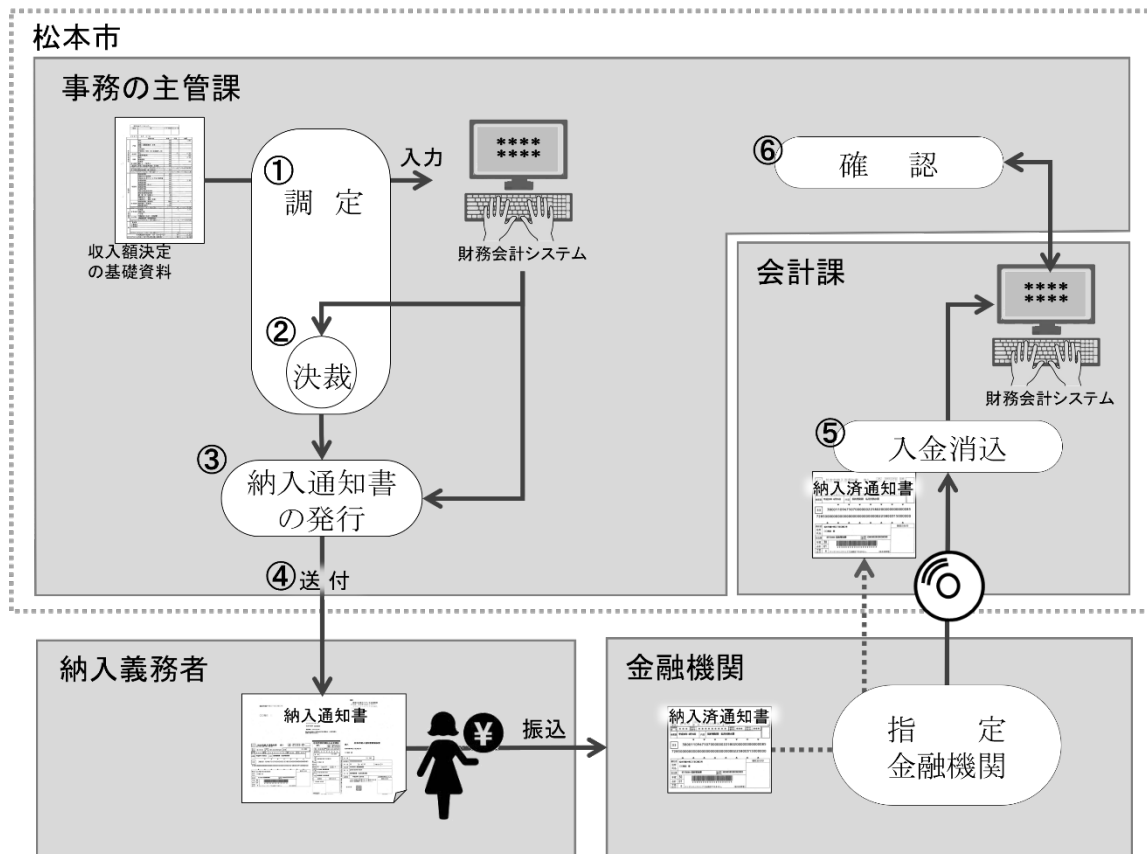 松本市
事務の主管課
①
調 定
入力
****
****
財務会計システム
収入額決定
の基礎資料
②
決裁
③
納入通知書
の発行
④送 付
⑥
確 認
会計課
****
****
財務会計システム
⑤
入金消込
納入済通知書
納入義務者
納入通知書
¥
振込
金融機関
納入済通知書
指 定
金融機関